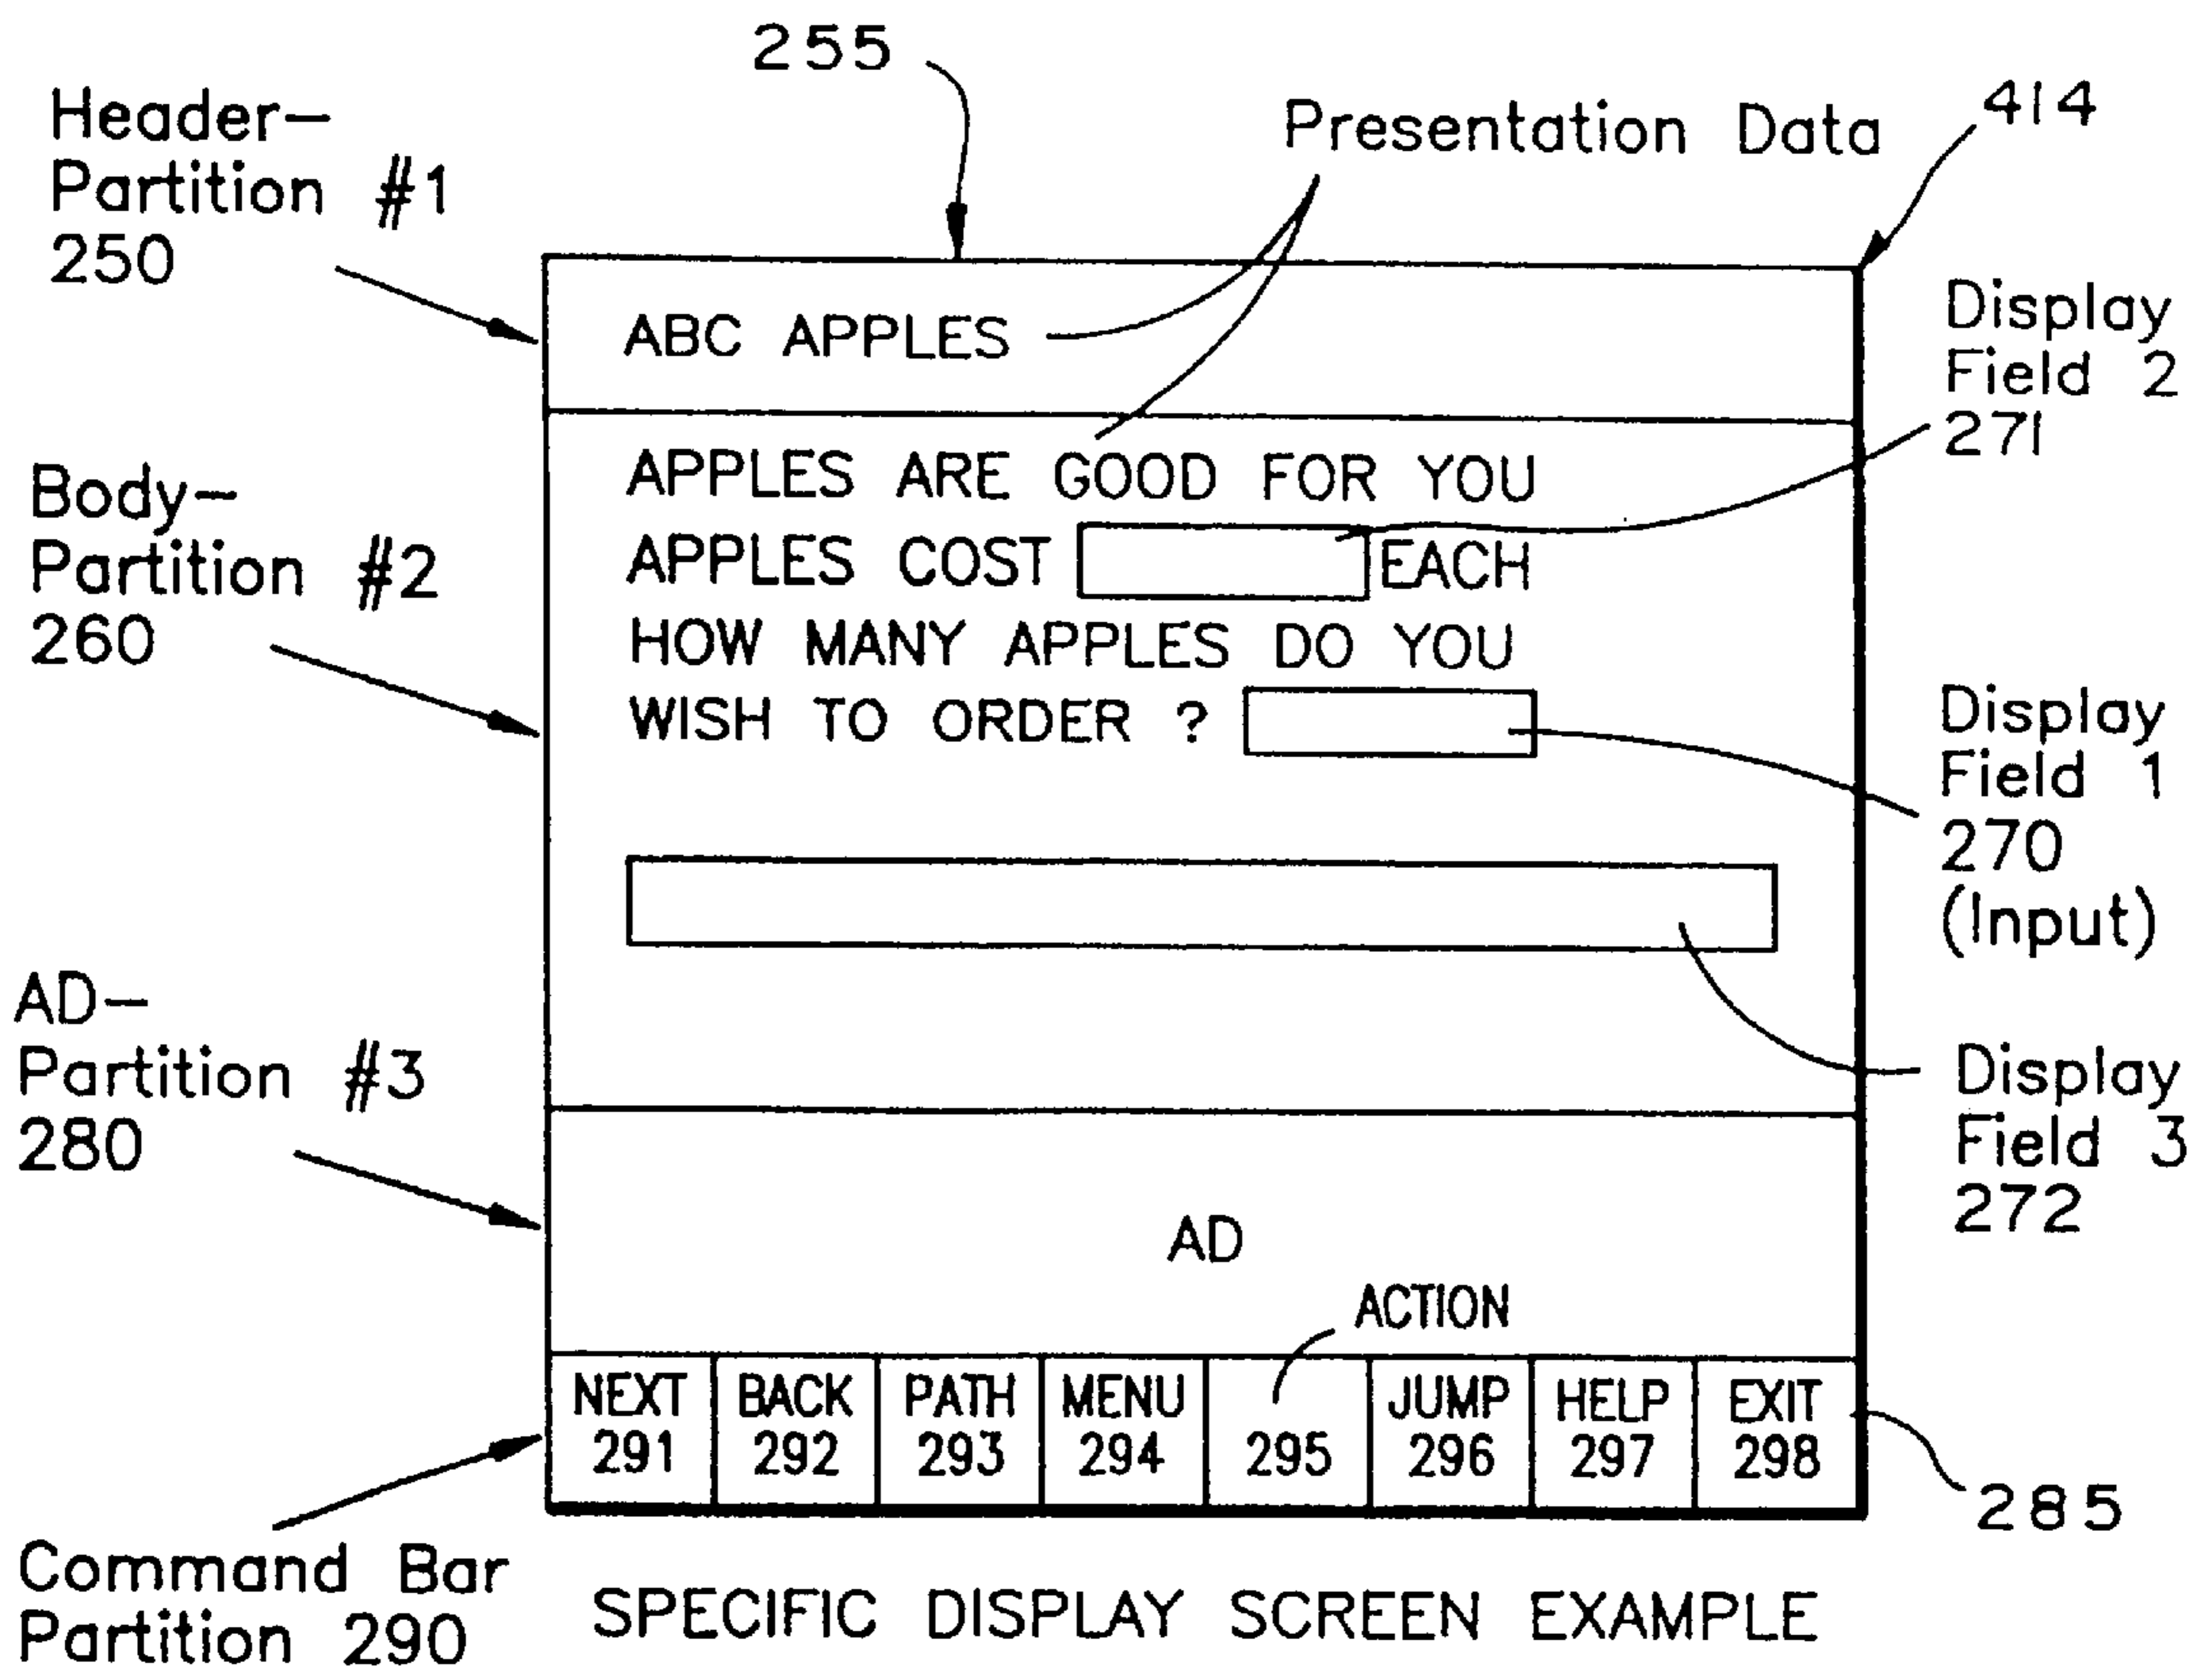 255
Presentation Data
414
Header-
Partition #1
250
ABC APPLES
Display
Field 2
271
Body-
Partition #2
260
APPLES ARE GOOD FOR YOU
APPLES COST EACH
HOW MANY APPLES DO YOU
WISH TO ORDER ?
Display
Field 1
270
(Input)
AD-
Partition #3
280
Display
Field 3
272
AD
ACTION
NEXT
291
BACK
292
PATH
293
MENU
294
295
JUMP
296
HELP
297
EXIT
298
285
Command Bar
Partition 290
SPECIFIC DISPLAY SCREEN EXAMPLE